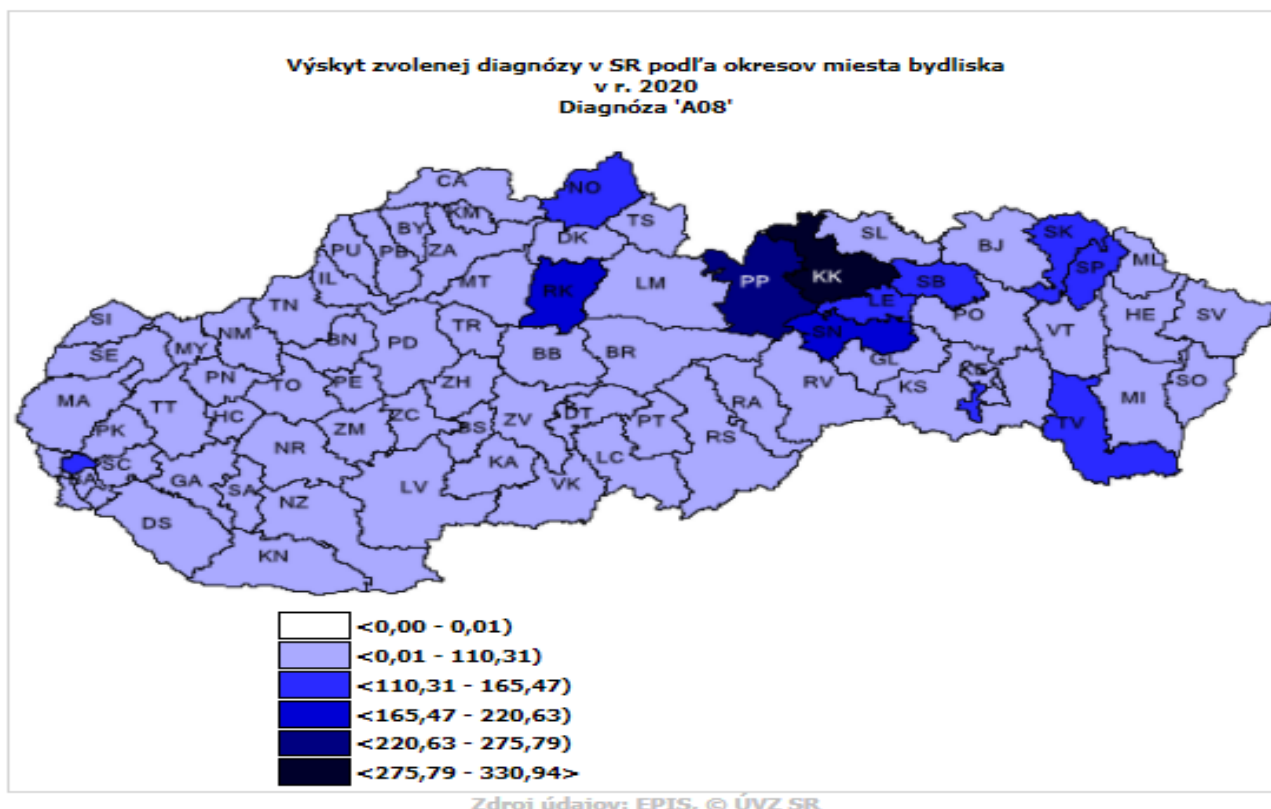 Výskyt zvolenej diagnózy v SR podľa okresov miesta bydliska
v r. 2020
Diagnóza 'A08'
CA
NO
KM
TS
BY
DK
SL
SK
PU
PB
ZA
BJ
ML
SP
IL
MT
RK
LM
PP
KK
SB
LE
TN
PO
HE
SV
SI
TR
SN
VT
NM
BN
PD
BB
BR
GL
SE
MY
RV
KS
KE
SO
PN
TO
PE
ZH
MI
MA
TT
HC
ZC
DT
PT
RA
ZM
BS
ZV
TV
PK
RS
NR
KA
LC
SC
BA
GA
SA
LV
VK
NZ
DS
KN
<0,00 - 0,01)
<0,01 - 110,31)
<110,31 - 165,47)
<165,47 - 220,63)
<220,63 - 275,79)
<275,79 - 330,94>
Zdroj údajov: EPIS, © ÚVZ SR